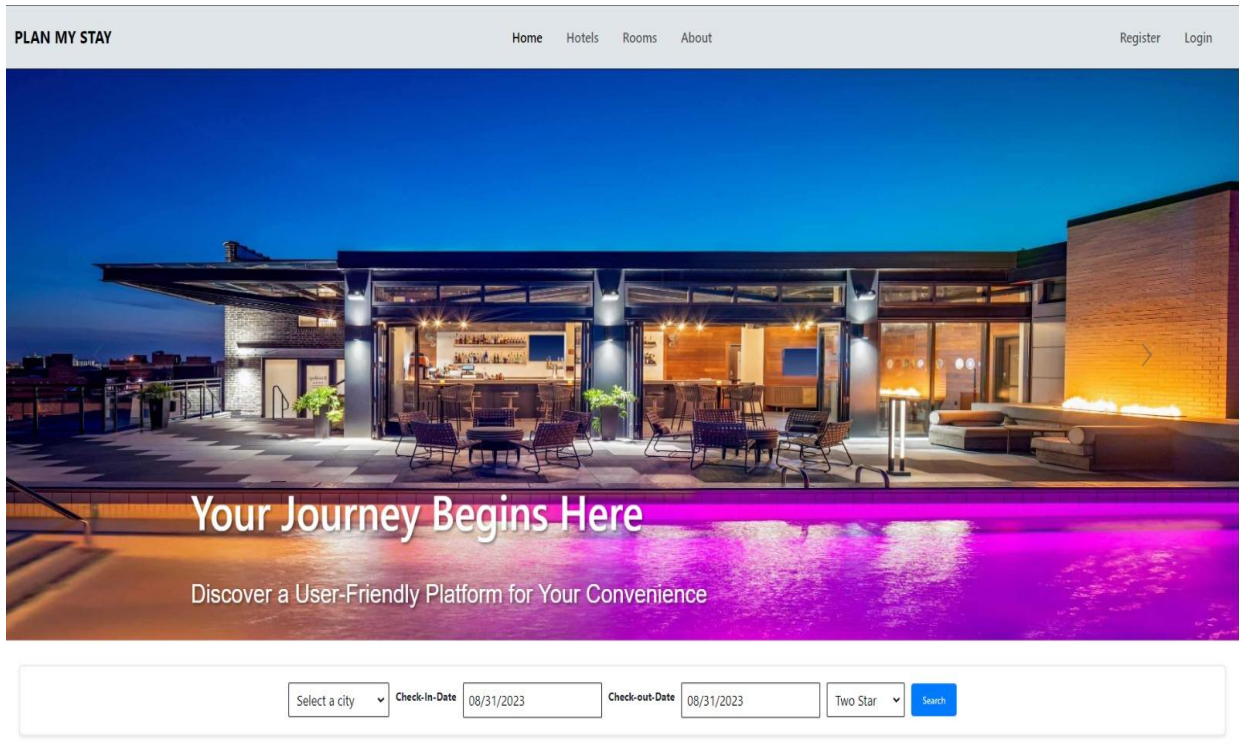 PLAN MY STAY
Home Hotels Rooms About
Register Login
Your Journey Begins Here
Discover a User-Friendly Platform for Your Convenience
Select a city Check-In-Date 08/31/2023 Check-out-Date 08/31/2023 Two Star Search